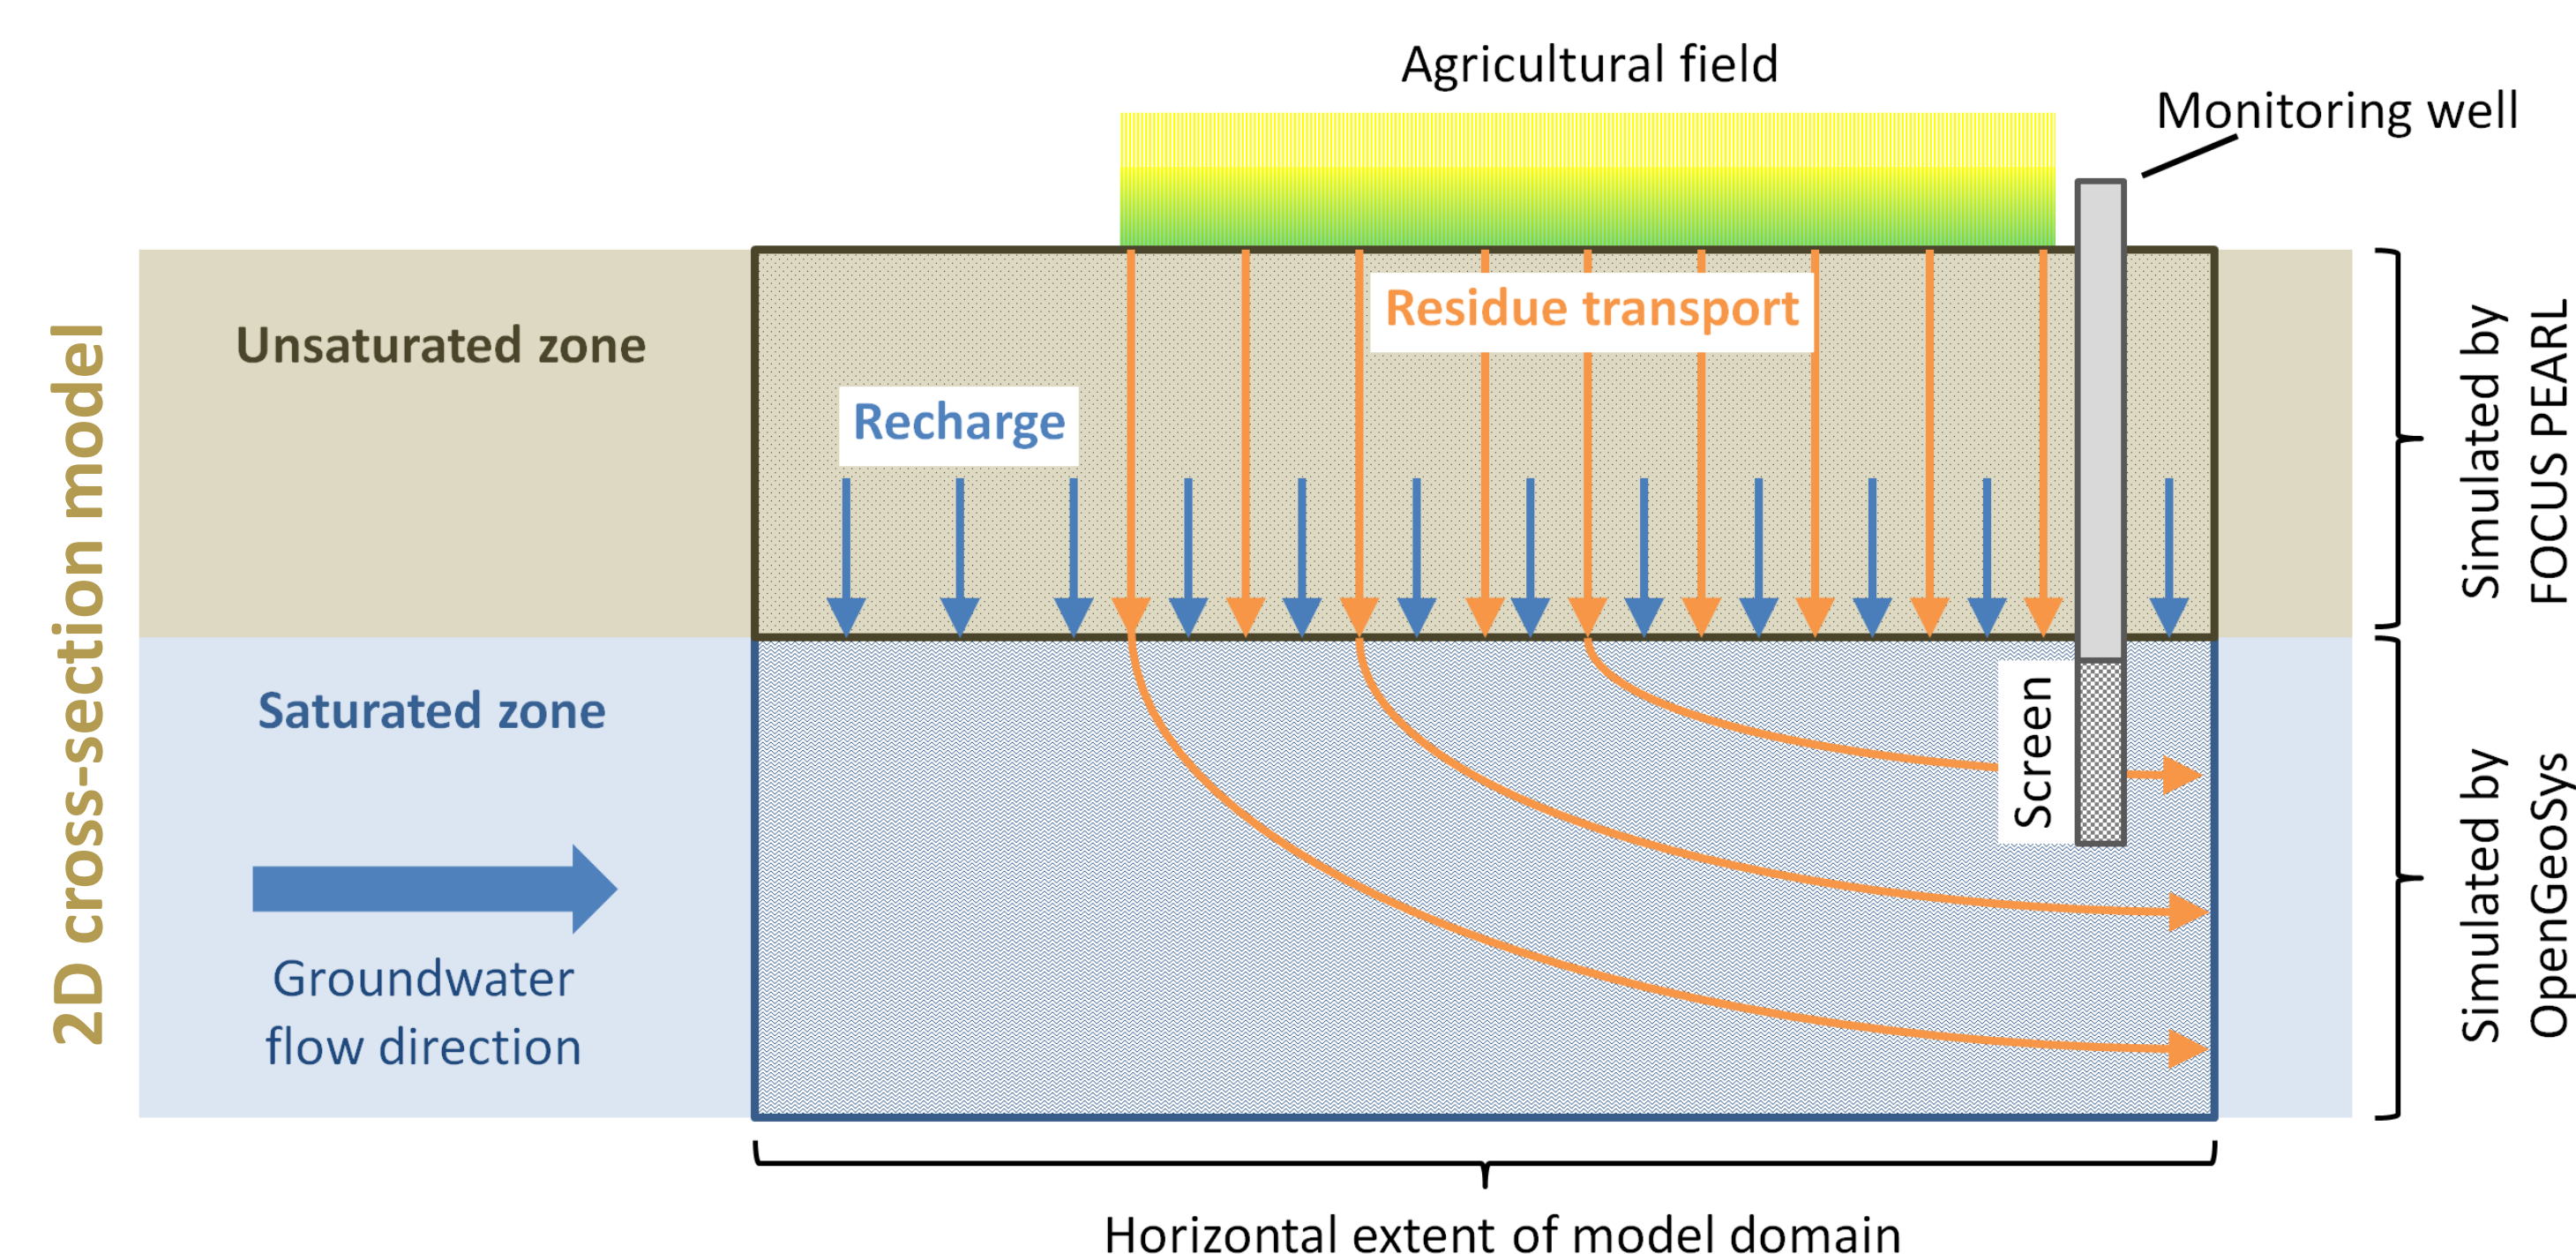 Agricultural field
Monitoring well
2D cross-section model
Unsaturated zone
Residue transport
Recharge
Simulated by
FOCUS PEARL
Saturated zone
Screen
Groundwater
flow direction
Simulated by
OpenGeoSys
Horizontal extent of model domain